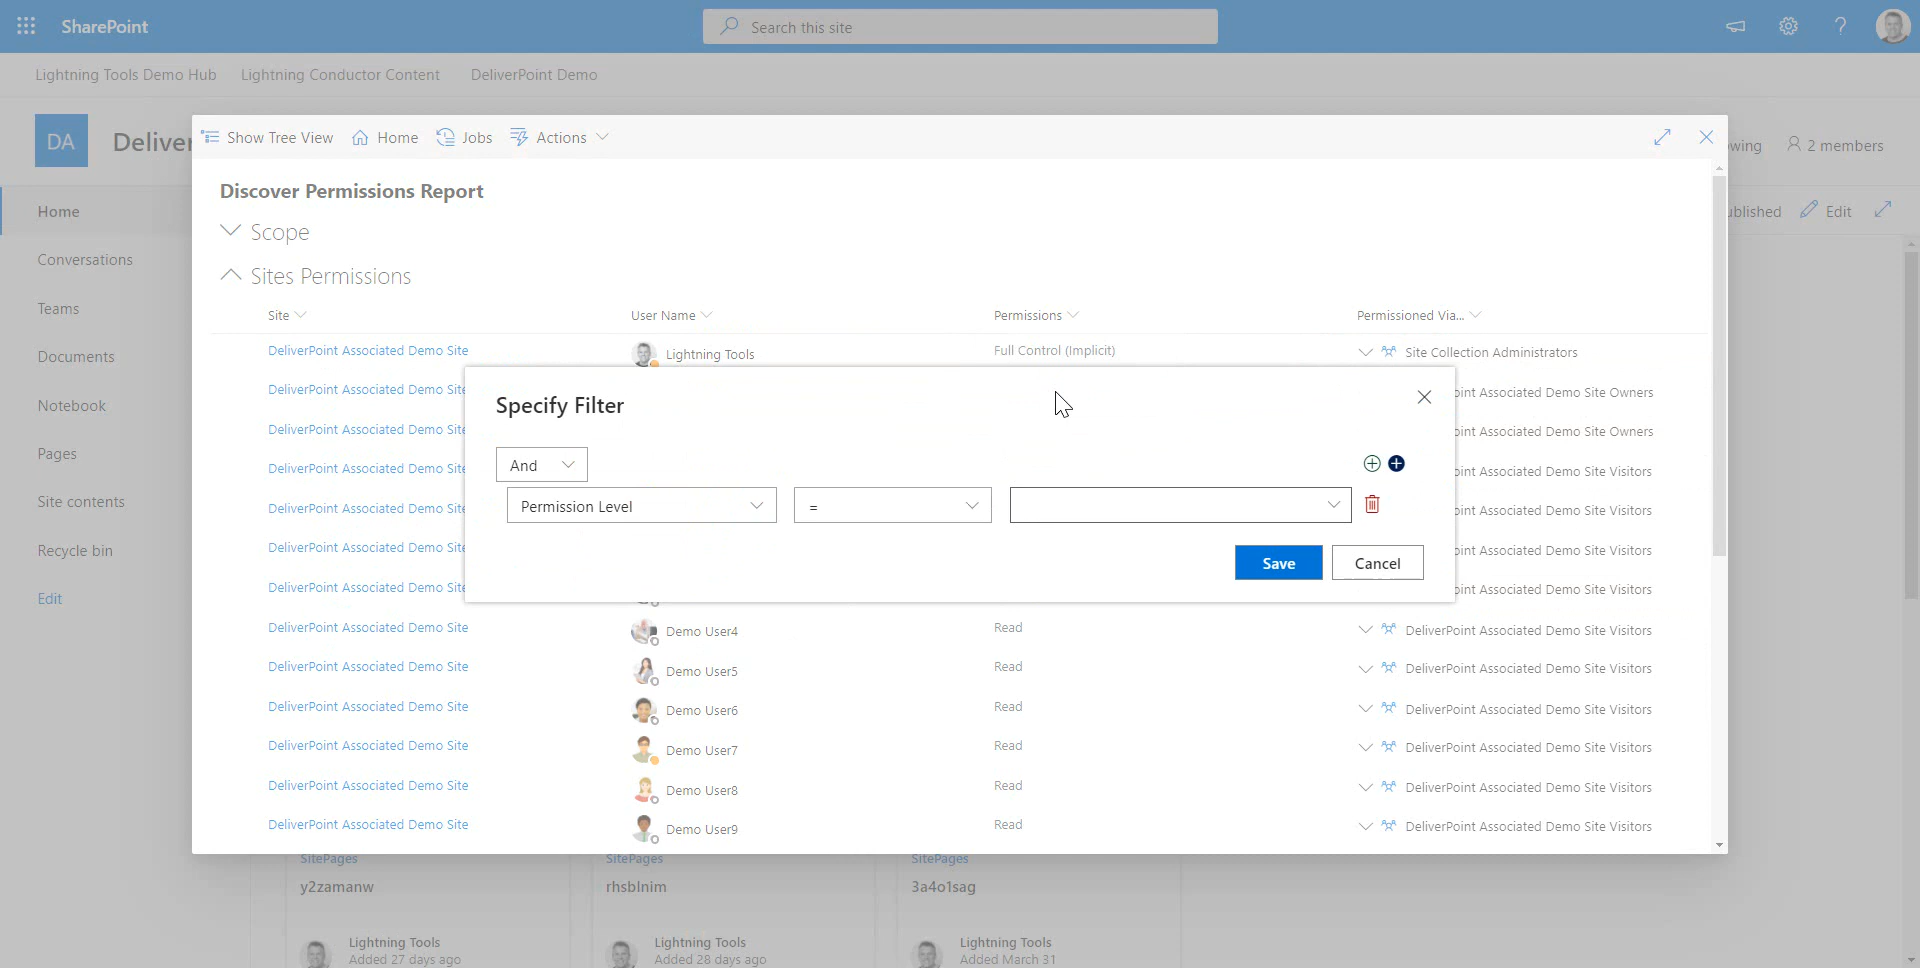 SharePoint
Search this site
Lightning Tools Demo Hub
Lightning Conductor Content
DeliverPoint Demo
DA
Deliver
wing
2 members
Show Tree View
Home
Jobs
Actions
Home
Conversations
Teams
Documents
Notebook
Pages
Site contents
Recycle bin
Edit
ublished
Edit
Discover Permissions Report
Scope
Sites Permissions
Site
User Name
Permissions
Permissioned Via...
DeliverPoint Associated Demo Site
Lightning Tools
Full Control (Implicit)
Site Collection Administrators
DeliverPoint Associated Demo Site
oint Associated Demo Site Owners
DeliverPoint Associated Demo Site
oint Associated Demo Site Owners
DeliverPoint Associated Demo Site
oint Associated Demo Site Visitors
DeliverPoint Associated Demo Site
oint Associated Demo Site Visitors
DeliverPoint Associated Demo Site
oint Associated Demo Site Visitors
DeliverPoint Associated Demo Site
oint Associated Demo Site Visitors
Specify Filter
And
Permission Level
=
Save
Cancel
DeliverPoint Associated Demo Site
Demo User4
Read
DeliverPoint Associated Demo Site Visitors
DeliverPoint Associated Demo Site
Demo User5
Read
DeliverPoint Associated Demo Site Visitors
DeliverPoint Associated Demo Site
Demo User6
Read
DeliverPoint Associated Demo Site Visitors
DeliverPoint Associated Demo Site
Demo User7
Read
DeliverPoint Associated Demo Site Visitors
DeliverPoint Associated Demo Site
Demo User8
Read
DeliverPoint Associated Demo Site Visitors
DeliverPoint Associated Demo Site
Demo User9
Read
DeliverPoint Associated Demo Site Visitors
SitePages
y2zamanw
Lightning Tools
Added 27 days ago
SitePages
rhsblnim
Lightning Tools
Added 28 days ago
SitePages
3a4o1sag
Lightning Tools
Added March 31